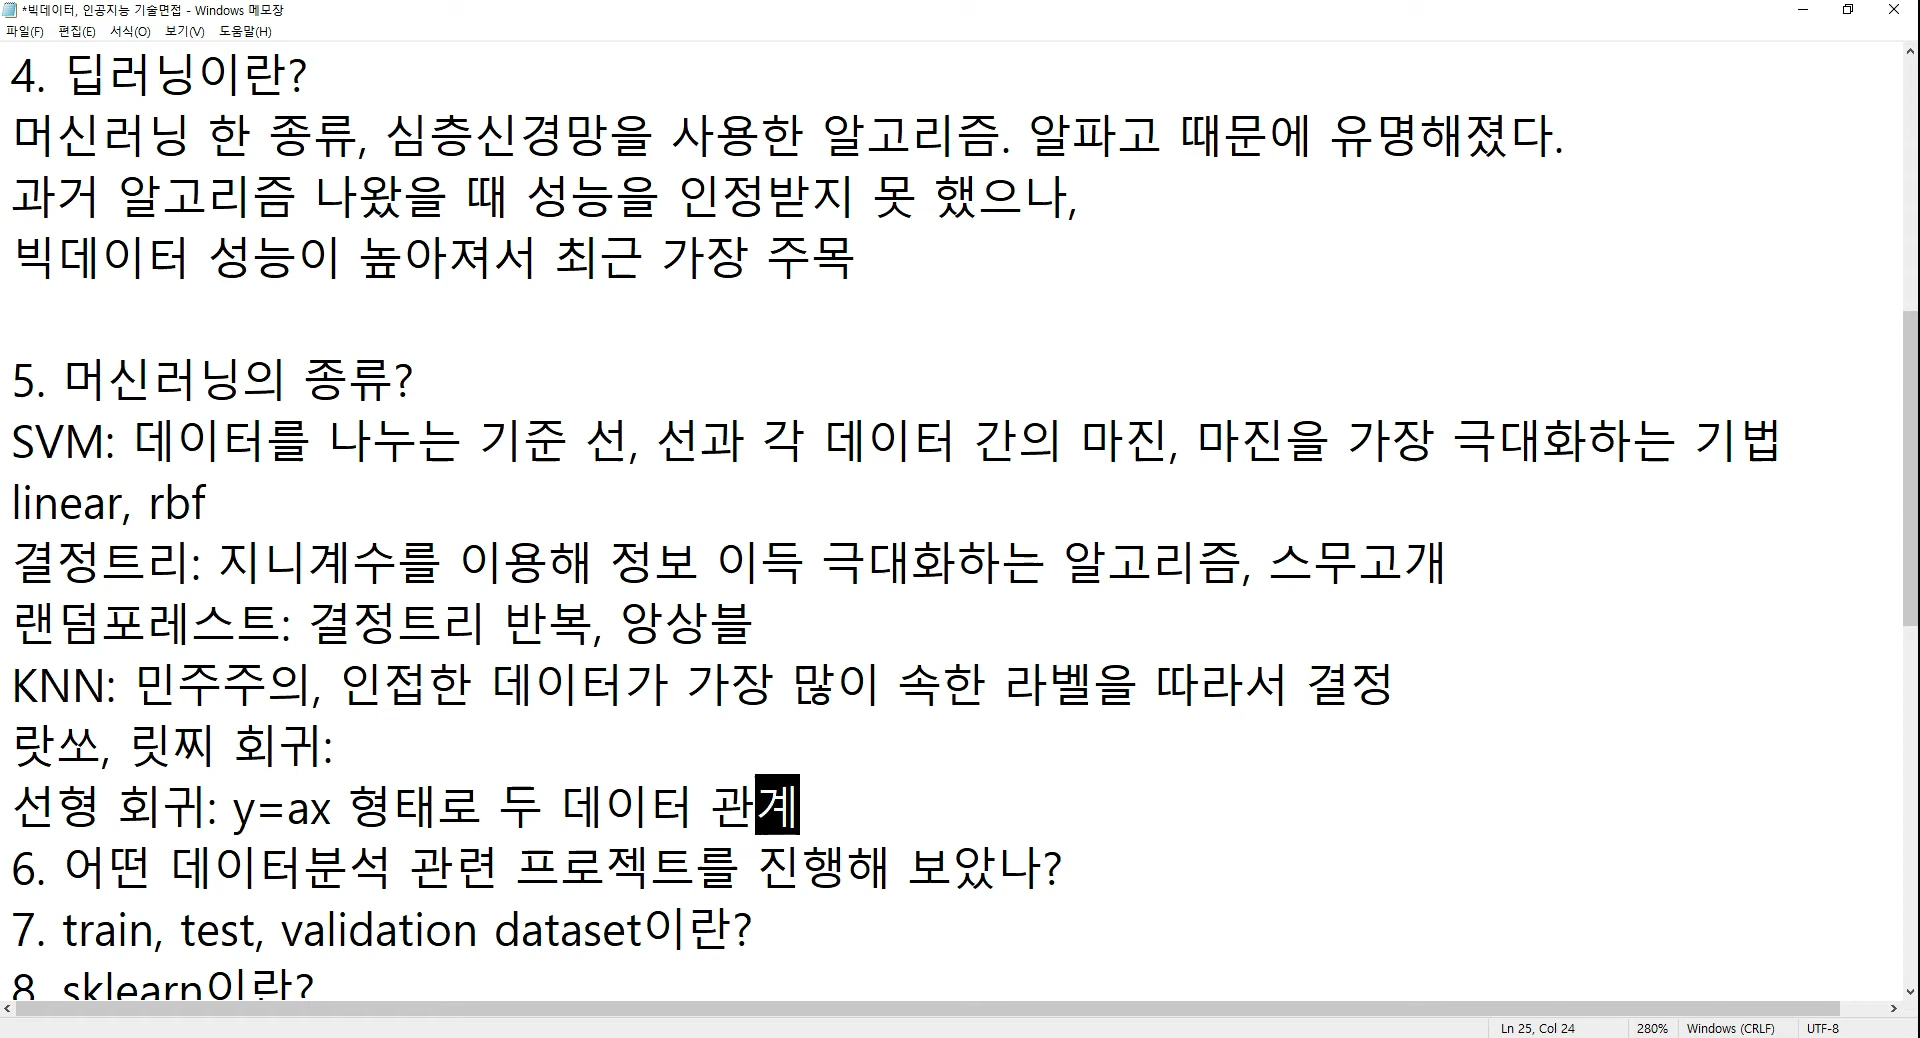 *빅데이터, 인공지능 기술면접 - Windows 메모장
파일(F) 편집(E) 서식(O) 보기(V) 도움말(H)
4. 딥러닝이란?
머신러닝 한 종류, 심층신경망을 사용한 알고리즘. 알파고 때문에 유명해졌다.
과거 알고리즘 나왔을 때 성능을 인정받지 못 했으나,
빅데이터 성능이 높아져서 최근 가장 주목
5. 머신러닝의 종류?
SVM: 데이터를 나누는 기준 선, 선과 각 데이터 간의 마진, 마진을 가장 극대화하는 기법
linear, rbf
결정트리: 지니계수를 이용해 정보 이득 극대화하는 알고리즘, 스무고개
랜덤포레스트: 결정트리 반복, 앙상블
KNN: 민주주의, 인접한 데이터가 가장 많이 속한 라벨을 따라서 결정
랏쏘, 릿찌 회귀:
선형 회귀: y=ax 형태로 두 데이터 관계
6. 어떤 데이터분석 관련 프로젝트를 진행해 보았나?
7. train, test, validation dataset이란?
8. sklearn이란?
Ln 25, Col 24 280% Windows (CRLF) UTF-8